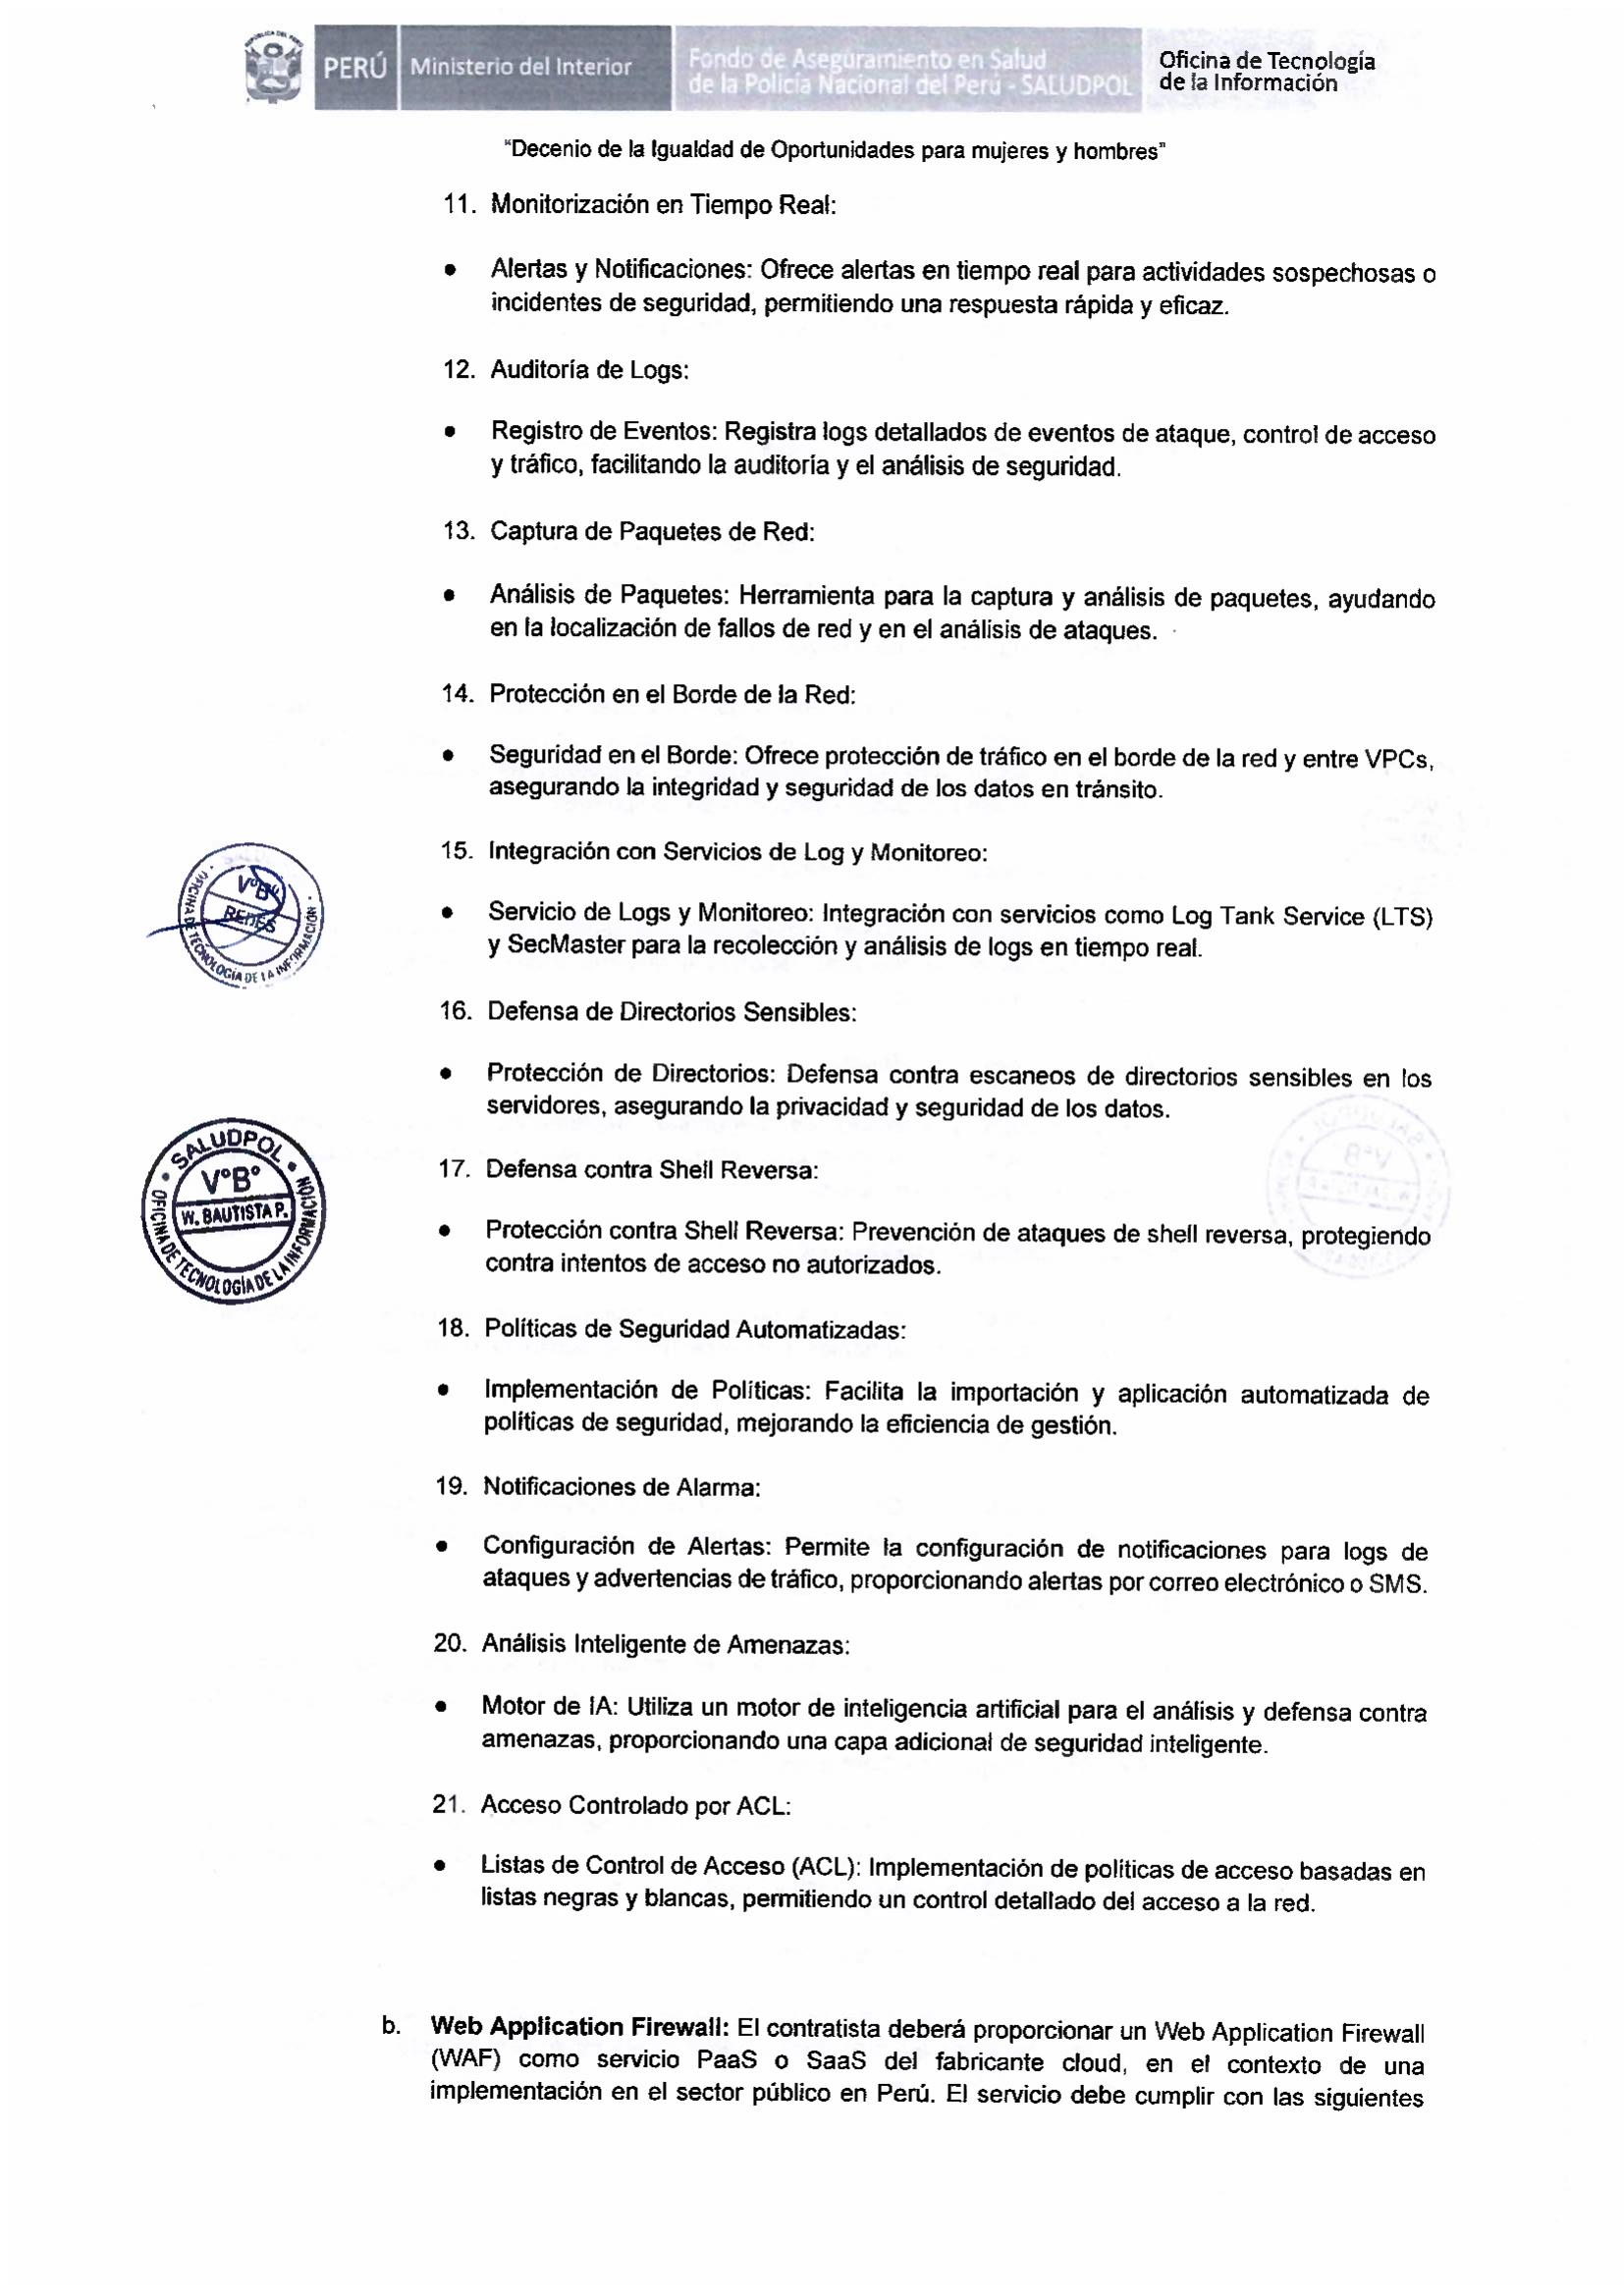 PERÚ
Ministerio del Interior
Fondo de Aseguramiento en Salud
de la Policía Nacional del Perú - SALUDPOL
Oficina de Tecnología
de la Información
"Decenio de la Igualdad de Oportunidades para mujeres y hombres"
11. Monitorización en Tiempo Real:
• Alertas y Notificaciones: Ofrece alertas en tiempo real para actividades sospechosas o
incidentes de seguridad, permitiendo una respuesta rápida y eficaz.
12. Auditoría de Logs:
• Registro de Eventos: Registra logs detallados de eventos de ataque, control de acceso
y tráfico, facilitando la auditoría y el análisis de seguridad.
13. Captura de Paquetes de Red:
• Análisis de Paquetes: Herramienta para la captura y análisis de paquetes, ayudando
en la localización de fallos de red y en el análisis de ataques.
14. Protección en el Borde de la Red:
• Seguridad en el Borde: Ofrece protección de tráfico en el borde de la red y entre VPCs,
asegurando la integridad y seguridad de los datos en tránsito.
15. Integración con Servicios de Log y Monitoreo:
• Servicio de Logs y Monitoreo: Integración con servicios como Log Tank Service (LTS)
y SecMaster para la recolección y análisis de logs en tiempo real.
V°B°
REDES
OFICINA DE TECNOLOGÍA DE LA INFORMACIÓN
16. Defensa de Directorios Sensibles:
• Protección de Directorios: Defensa contra escaneos de directorios sensibles en los
servidores, asegurando la privacidad y seguridad de los datos.
SALUDPOL
V°B°
W. BAUTISTA P.
OFICINA DE TECNOLOGÍA DE LA INFORMACIÓN
17. Defensa contra Shell Reversa:
• Protección contra Shell Reversa: Prevención de ataques de shell reversa, protegiendo
contra intentos de acceso no autorizados.
18. Políticas de Seguridad Automatizadas:
• Implementación de Políticas: Facilita la importación y aplicación automatizada de
políticas de seguridad, mejorando la eficiencia de gestión.
19. Notificaciones de Alarma:
• Configuración de Alertas: Permite la configuración de notificaciones para logs de
ataques y advertencias de tráfico, proporcionando alertas por correo electrónico o SMS.
20. Análisis Inteligente de Amenazas:
• Motor de IA: Utiliza un motor de inteligencia artificial para el análisis y defensa contra
amenazas, proporcionando una capa adicional de seguridad inteligente.
21. Acceso Controlado por ACL:
• Listas de Control de Acceso (ACL): Implementación de políticas de acceso basadas en
listas negras y blancas, permitiendo un control detallado del acceso a la red.
b. Web Application Firewall: El contratista deberá proporcionar un Web Application Firewall
(WAF) como servicio PaaS o SaaS del fabricante cloud, en el contexto de una
implementación en el sector público en Perú. El servicio debe cumplir con las siguientes